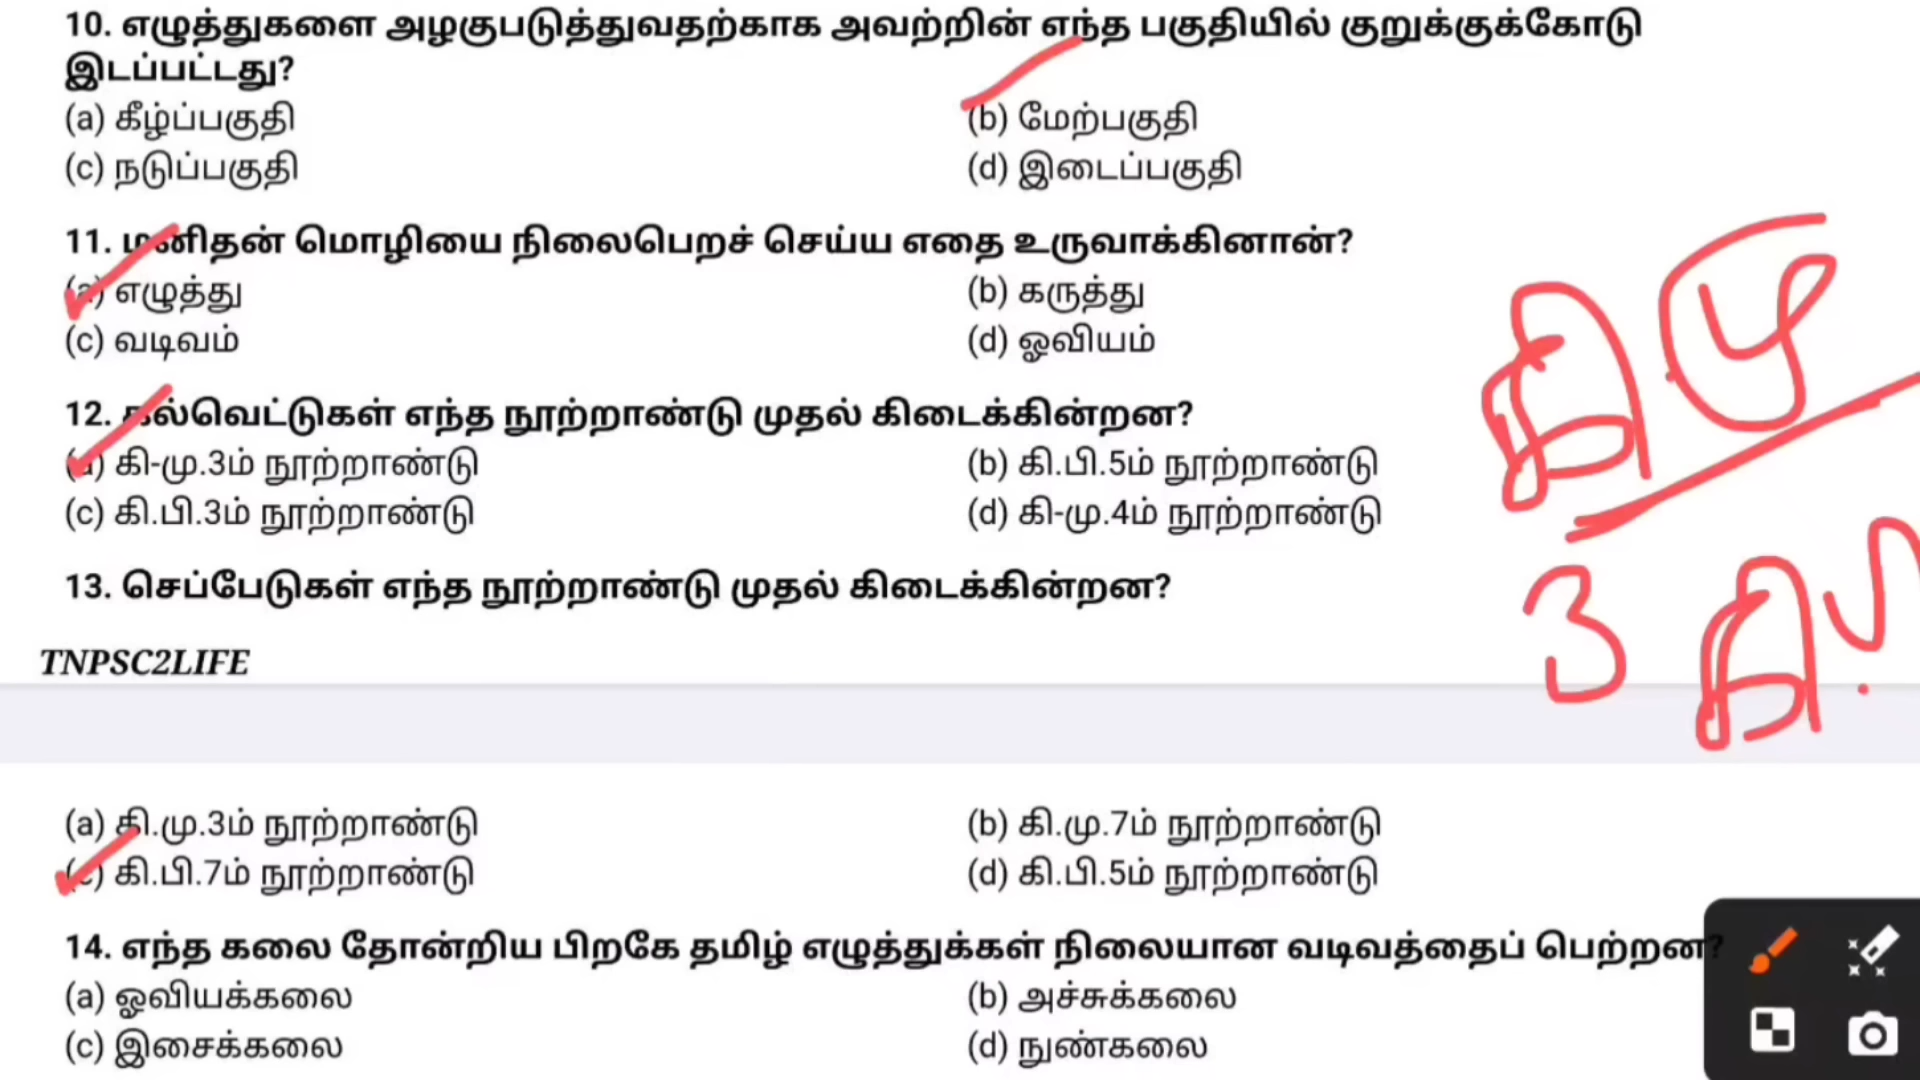 10. எழுத்துகளை அழகுபடுத்துவதற்காக அவற்றின் எந்த பகுதியில் குறுக்குக்கோடு
இடப்பட்டது?
(a) கீழ்ப்பகுதி (b) மேற்பகுதி
(c) நடுப்பகுதி (d) இடைப்பகுதி
11. மனிதன் மொழியை நிலைபெறச் செய்ய எதை உருவாக்கினான்?
(a) எழுத்து (b) கருத்து
(c) வடிவம் (d) ஓவியம்
12. கல்வெட்டுகள் எந்த நூற்றாண்டு முதல் கிடைக்கின்றன?
(a) கி-மு.3ம் நூற்றாண்டு (b) கி.பி.5ம் நூற்றாண்டு
(c) கி.பி.3ம் நூற்றாண்டு (d) கி-மு.4ம் நூற்றாண்டு
13. செப்பேடுகள் எந்த நூற்றாண்டு முதல் கிடைக்கின்றன?
கி.மு
3 கி.பி
TNPSC2LIFE
(a) கி.மு.3ம் நூற்றாண்டு (b) கி.மு.7ம் நூற்றாண்டு
(c) கி.பி.7ம் நூற்றாண்டு (d) கி.பி.5ம் நூற்றாண்டு
14. எந்த கலை தோன்றிய பிறகே தமிழ் எழுத்துக்கள் நிலையான வடிவத்தைப் பெற்றன?
(a) ஓவியக்கலை (b) அச்சுக்கலை
(c) இசைக்கலை (d) நுண்கலை